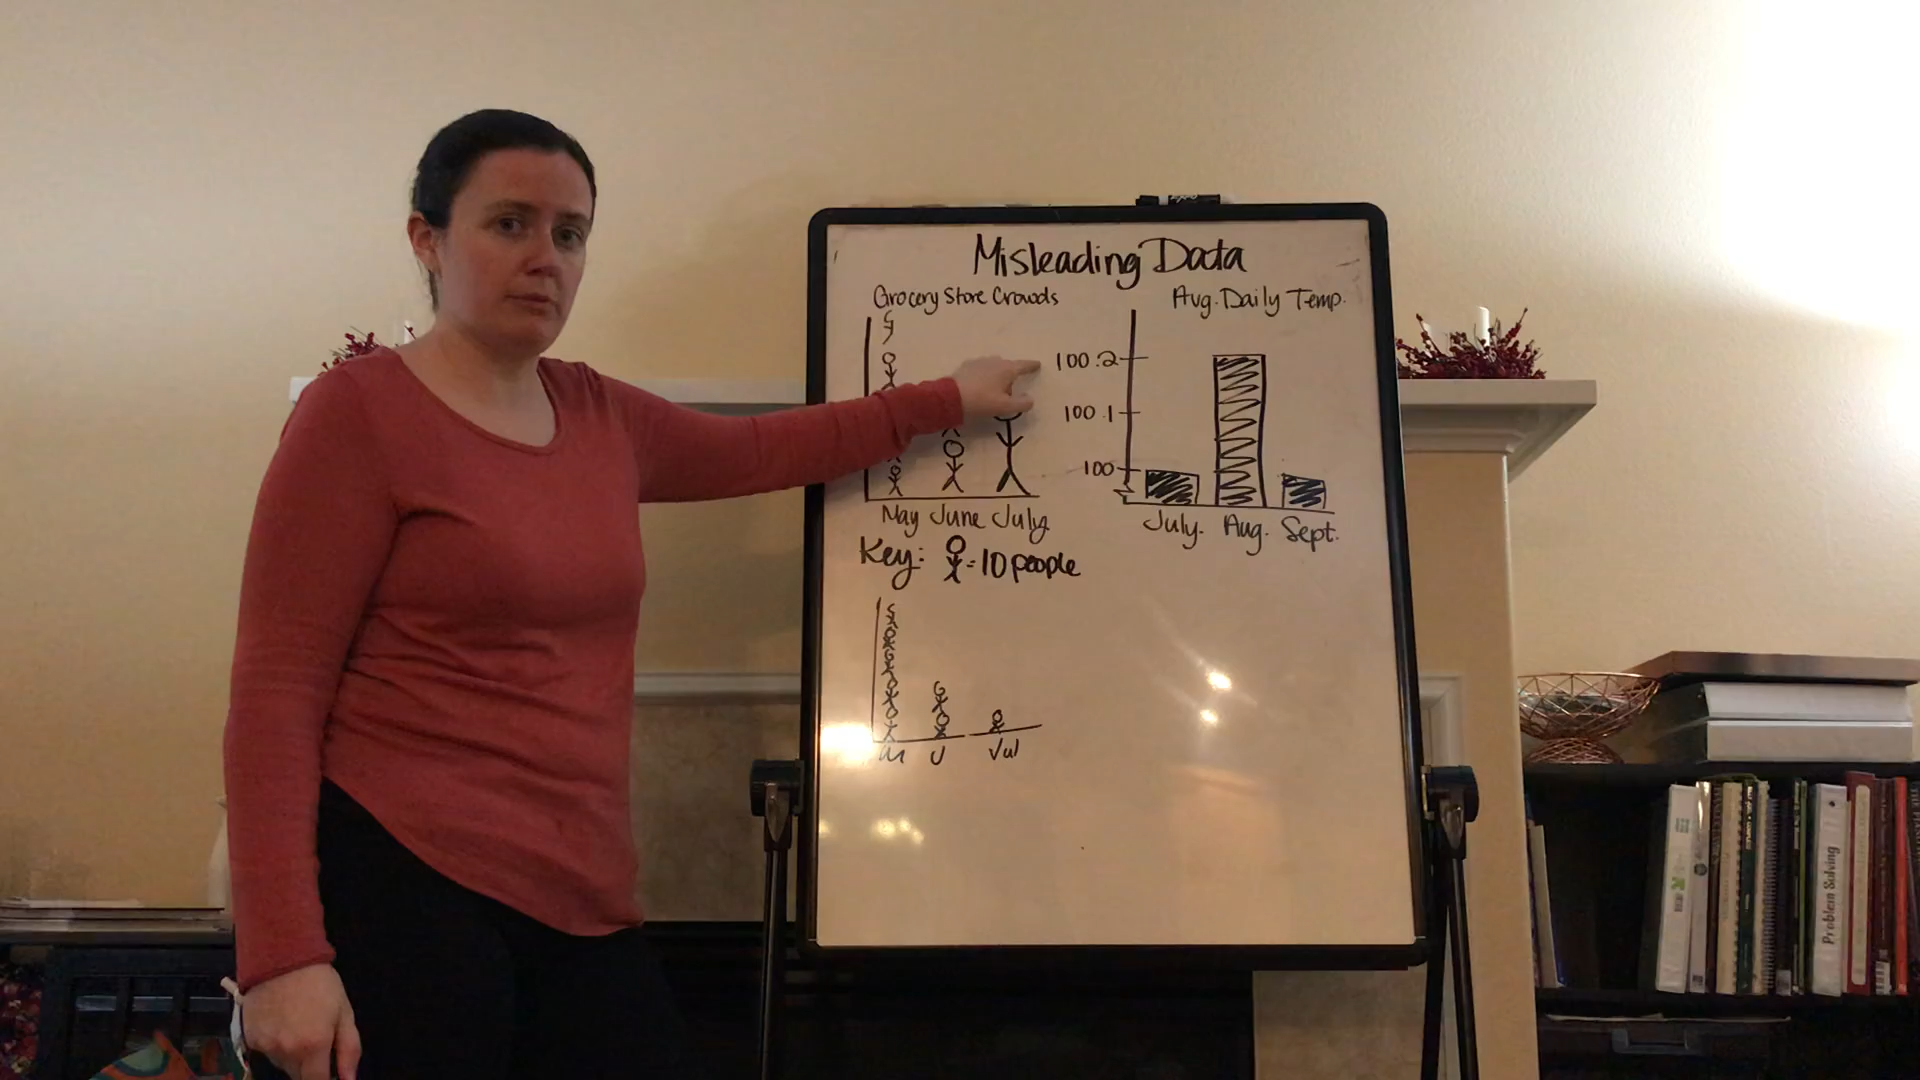 Misleading Data
Grocery Store Crowds
May June July
Key: = 10 people
M J Jul
Avg. Daily Temp.
100.2
100.1
100
July. Aug. Sept.
Problem Solving